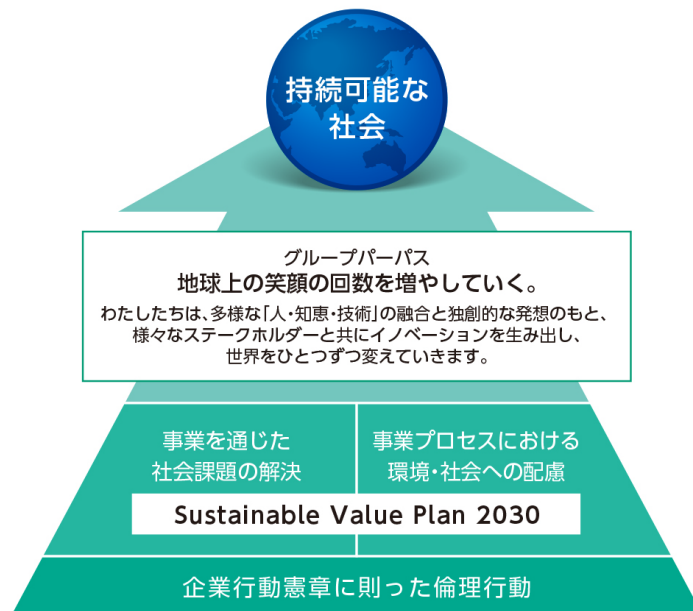 持続可能な
社会
グループパーパス
地球上の笑顔の回数を増やしていく。
わたしたちは、多様な「人・知恵・技術」の融合と独創的な発想のもと、
様々なステークホルダーと共にイノベーションを生み出し、
世界をひとつずつ変えていきます。
事業を通じた
社会課題の解決
事業プロセスにおける
環境・社会への配慮
Sustainable Value Plan 2030
企業行動憲章に則った倫理行動